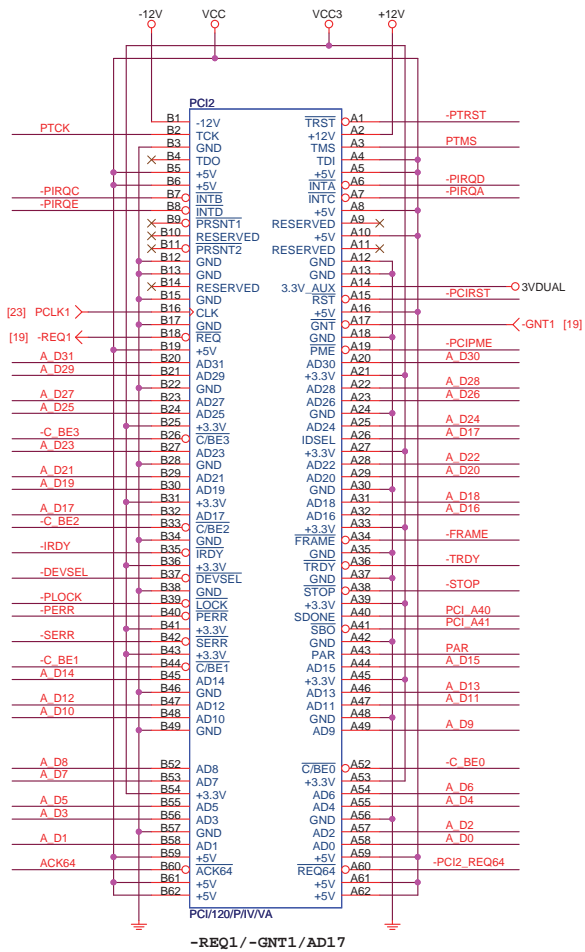 -12V VCC VCC3 +12V
PCI2
B1 -12V TRST A1 -PTRST
PTCK B2 TCK +12V A2
B3 GND TMS A3 PTMS
B4 TDO TDI A4
B5 +5V +5V A5
B6 +5V INTA A6 -PIRQD
-PIRQC B7 INTB INTC A7 -PIRQA
-PIRQE B8 INTD +5V A8
B9 PRSNT1 RESERVED A9
B10 RESERVED +5V A10
B11 PRSNT2 RESERVED A11
B12 GND GND A12
B13 GND GND A13
B14 RESERVED 3.3V_AUX A14 3VDUAL
B15 GND RST A15 -PCIRST
[23] PCLK1 B16 CLK +5V A16
B17 GND GNT A17 -GNT1 [19]
[19] -REQ1 B18 REQ GND A18
B19 +5V PME A19 -PCIPME
A_D31 B20 AD31 AD30 A20 A_D30
A_D29 B21 AD29 +3.3V A21
B22 GND AD28 A22 A_D28
A_D27 B23 AD27 AD26 A23 A_D26
A_D25 B24 AD25 GND A24
B25 +3.3V AD24 A25 A_D24
-C_BE3 B26 C/BE3 IDSEL A26 A_D17
A_D23 B27 AD23 +3.3V A27
B28 GND AD22 A28 A_D22
A_D21 B29 AD21 AD20 A29 A_D20
A_D19 B30 AD19 GND A30
B31 +3.3V AD18 A31 A_D18
A_D17 B32 AD17 AD16 A32 A_D16
-C_BE2 B33 C/BE2 +3.3V A33
B34 GND FRAME A34 -FRAME
-IRDY B35 IRDY GND A35
B36 +3.3V TRDY A36 -TRDY
-DEVSEL B37 DEVSEL GND A37
B38 GND STOP A38 -STOP
-PLOCK B39 LOCK +3.3V A39
-PERR B40 PERR SDONE A40 PCI_A40
B41 +3.3V SBO A41 PCI_A41
-SERR B42 SERR GND A42
B43 +3.3V PAR A43 PAR
-C_BE1 B44 C/BE1 AD15 A44 A_D15
A_D14 B45 AD14 +3.3V A45
B46 GND AD13 A46 A_D13
A_D12 B47 AD12 AD11 A47 A_D11
A_D10 B48 AD10 GND A48
B49 GND AD9 A49 A_D9
A_D8 B52 AD8 C/BE0 A52 -C_BE0
A_D7 B53 AD7 +3.3V A53
B54 +3.3V AD6 A54 A_D6
A_D5 B55 AD5 AD4 A55 A_D4
A_D3 B56 AD3 GND A56
B57 GND AD2 A57 A_D2
A_D1 B58 AD1 AD0 A58 A_D0
B59 +5V +5V A59
ACK64 B60 ACK64 REQ64 A60 -PCI2_REQ64
B61 +5V +5V A61
B62 +5V +5V A62
PCI/120/P/IV/VA
-REQ1/-GNT1/AD17